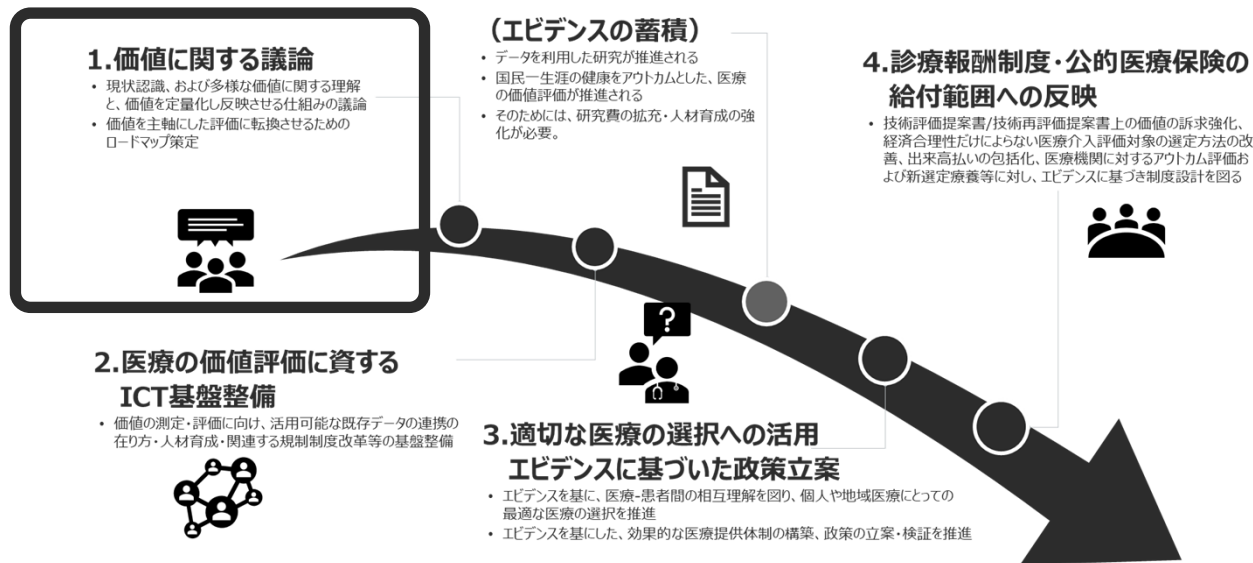 1.価値に関する議論
• 現状認識、および多様な価値に関する理解
と、価値を定量化し反映させる仕組みの議論
• 価値を主軸にした評価に転換させるための
ロードマップ策定
（エビデンスの蓄積）
• データを利用した研究が推進される
• 国民一生涯の健康をアウトカムとした、医療
の価値評価が推進される
• そのためには、研究費の拡充・人材育成の強
化が必要。
4.診療報酬制度・公的医療保険の
給付範囲への反映
• 技術評価提案書/技術再評価提案書上の価値の訴求強化、
経済合理性だけによらない医療介入評価対象の選定方法の改
善、出来高払いの包括化、医療機関に対するアウトカム評価お
よび新選定療養等に対し、エビデンスに基づき制度設計を図る
2.医療の価値評価に資する
ICT基盤整備
• 価値の測定・評価に向け、活用可能な既存データの連携の
在り方・人材育成・関連する規制制度改革等の基盤整備
?
3.適切な医療の選択への活用
エビデンスに基づいた政策立案
• エビデンスを基に、医療-患者間の相互理解を図り、個人や地域医療にとっての
最適な医療の選択を推進
• エビデンスを基にした、効果的な医療提供体制の構築、政策の立案・検証を推進